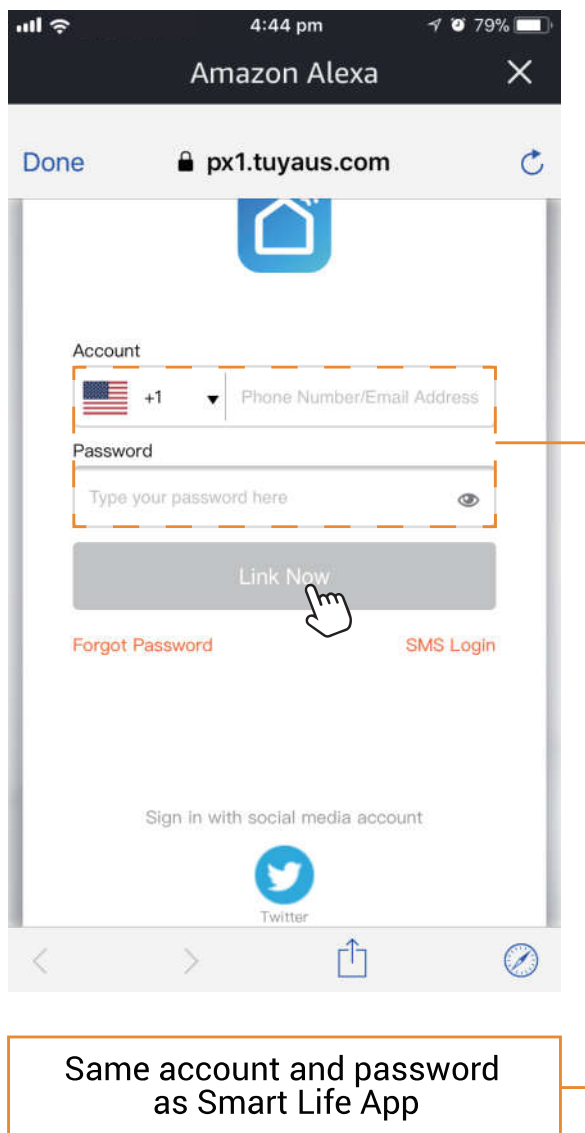 4:44 pm
79%
Amazon Alexa
Done
px1.tuyaus.com
Account
+1
Phone Number/Email Address
Password
Type your password here
Link Now
Forgot Password
SMS Login
Sign in with social media account
Twitter
Same account and password
as Smart Life App